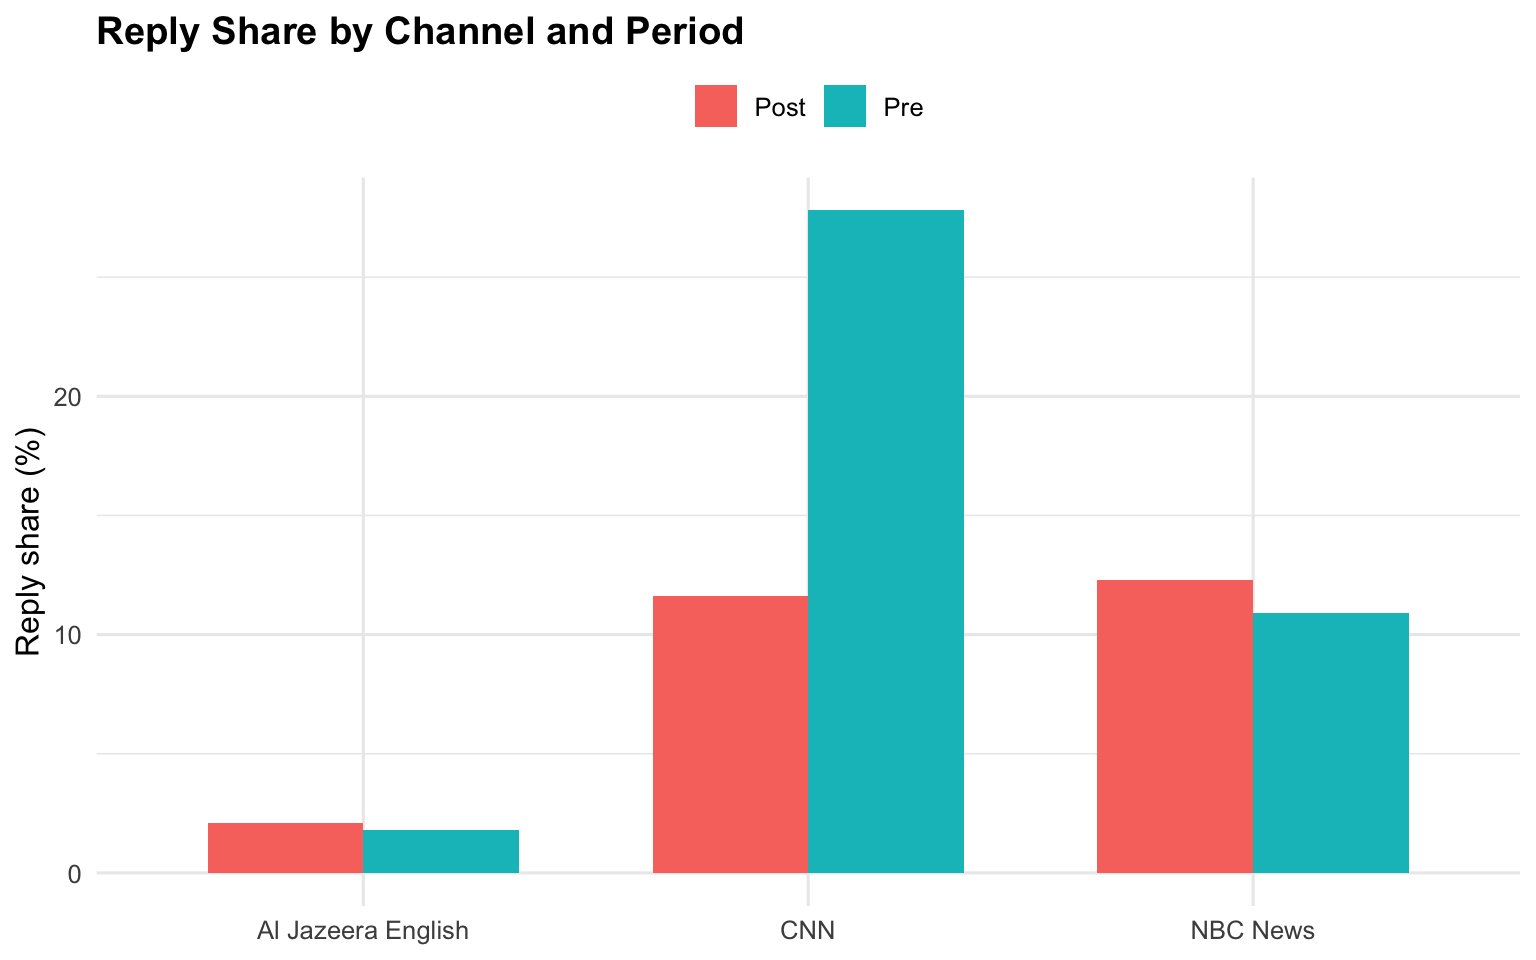 Reply Share by Channel and Period
Post Pre
Reply share (%)
20
10
0
Al Jazeera English CNN NBC News